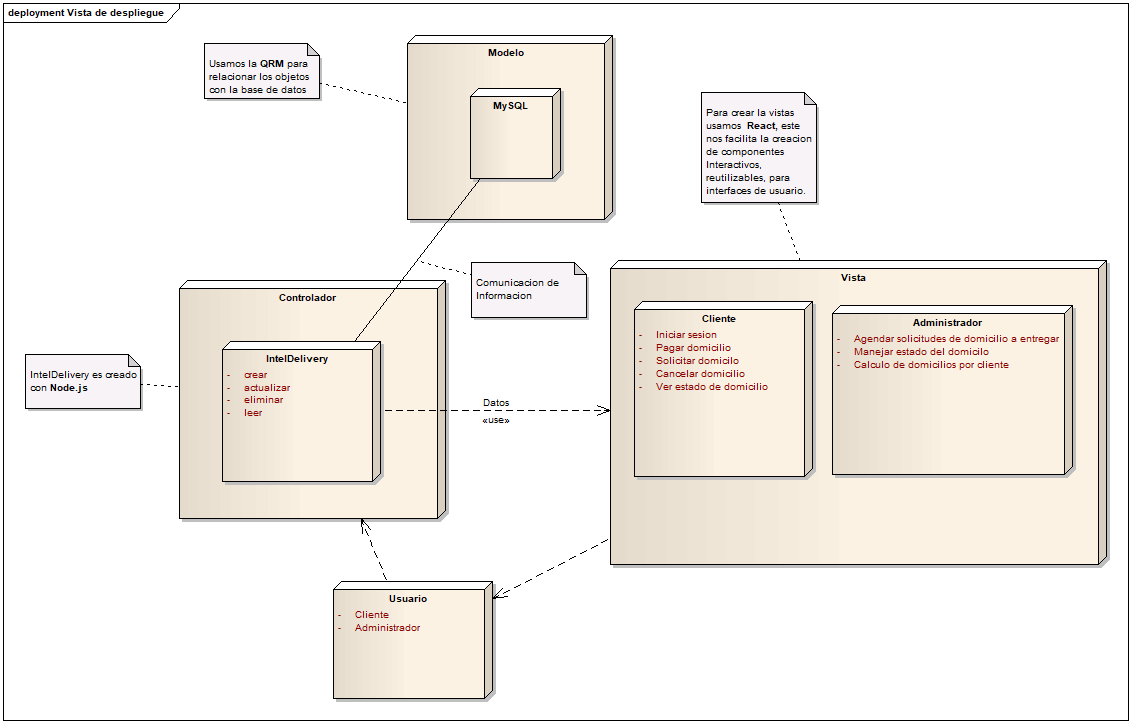 deployment Vista de despliegue
Usamos la QRM para
relacionar los objetos
con la base de datos
Modelo
MySQL
Para crear la vistas
usamos React, este
nos facilita la creacion
de componentes
Interactivos,
reutilizables, para
interfaces de usuario.
Comunicacion de
Informacion
Controlador
IntelDelivery
- crear
- actualizar
- eliminar
- leer
IntelDelivery es creado
con Node.js
Datos
«use»
Vista
Cliente
- Iniciar sesion
- Pagar domicilio
- Solicitar domicilo
- Cancelar domicilio
- Ver estado de domicilio
Administrador
- Agendar solicitudes de domicilio a entregar
- Manejar estado del domicilo
- Calculo de domicilios por cliente
Usuario
- Cliente
- Administrador